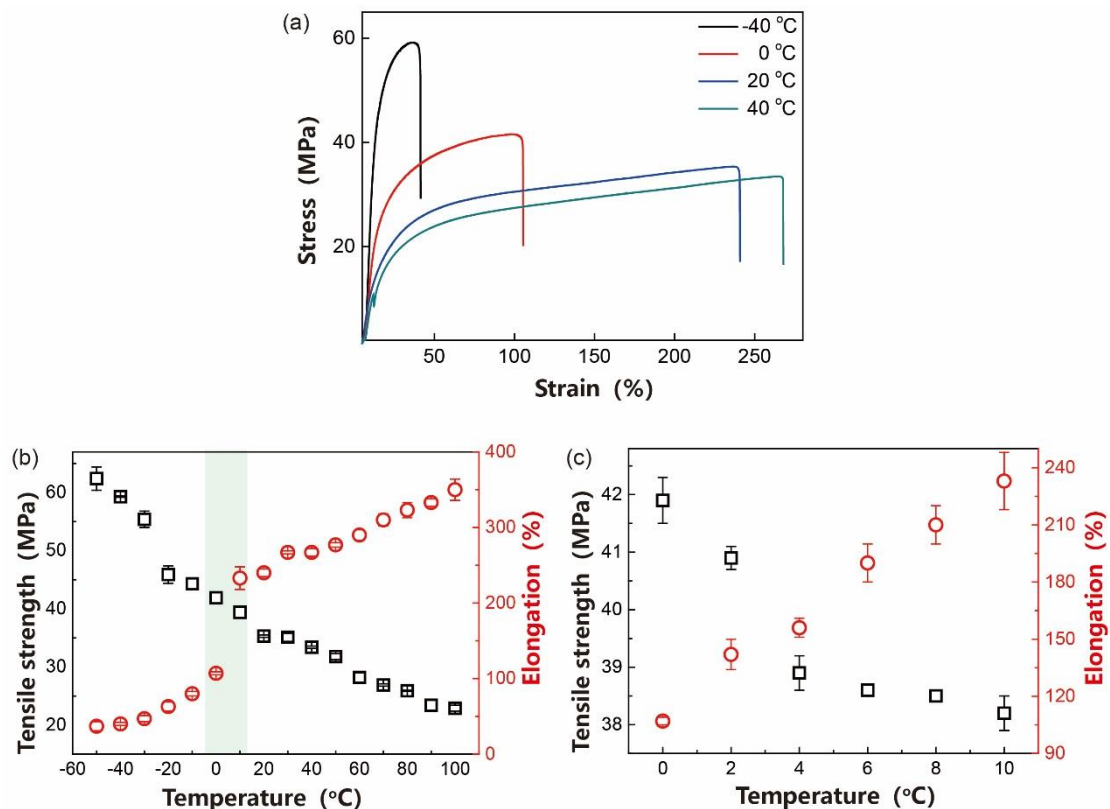 (a)
-40 °C
0 °C
20 °C
40 °C
60
40
20
Stress (MPa)
50 100 150 200 250
Strain (%)
(b)
60
50
40
30
20
Tensile strength (MPa)
400
300
200
100
0
Elongation (%)
-60 -40 -20 0 20 40 60 80 100
Temperature (°C)
(c)
42
41
40
39
38
Tensile strength (MPa)
240
210
180
150
120
90
Elongation (%)
0 2 4 6 8 10
Temperature (°C)